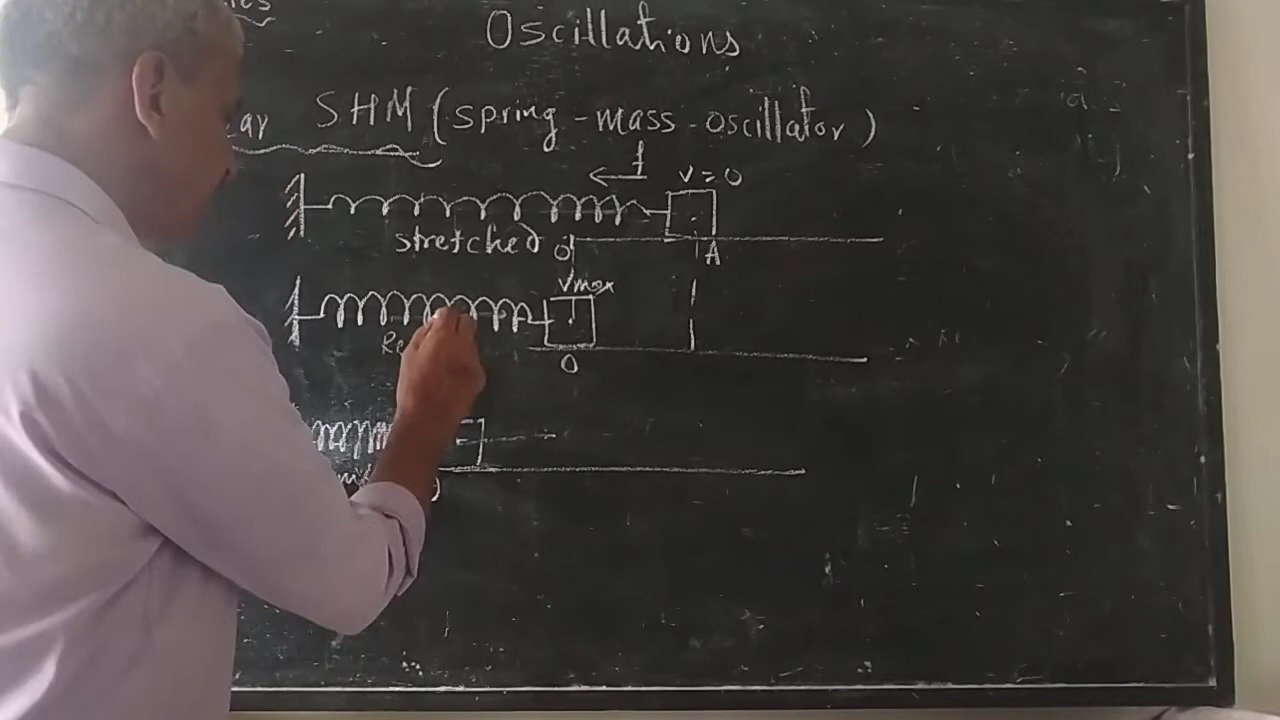 Oscillations
SHM (spring-mass-oscillator)
f
v=0
stretched
O
A
Vmax
O